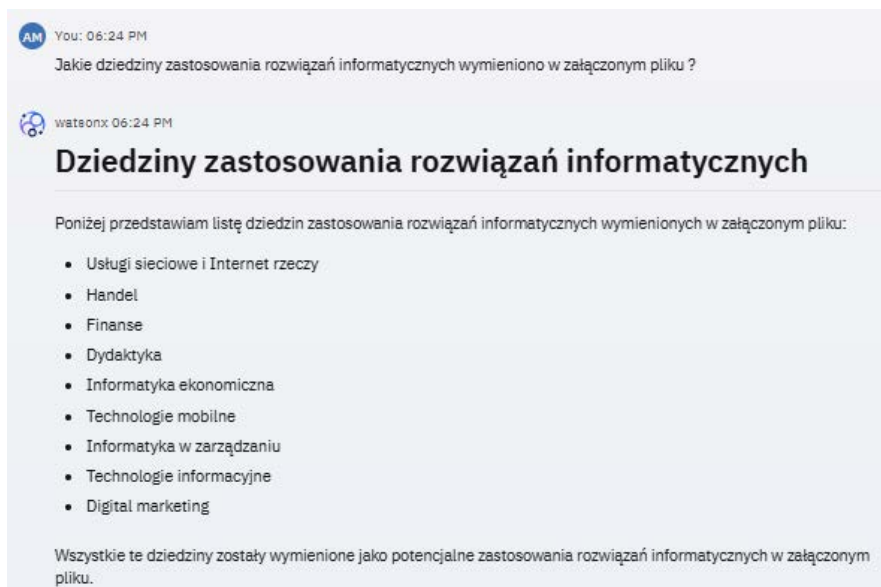 AM You: 06:24 PM
Jakie dziedziny zastosowania rozwiązań informatycznych wymieniono w załączonym pliku ?
watsonx 06:24 PM
Dziedziny zastosowania rozwiązań informatycznych
Poniżej przedstawiam listę dziedzin zastosowania rozwiązań informatycznych wymienionych w załączonym pliku:
• Usługi sieciowe i Internet rzeczy
• Handel
• Finanse
• Dydaktyka
• Informatyka ekonomiczna
• Technologie mobilne
• Informatyka w zarządzaniu
• Technologie informacyjne
• Digital marketing
Wszystkie te dziedziny zostały wymienione jako potencjalne zastosowania rozwiązań informatycznych w załączonym
pliku.